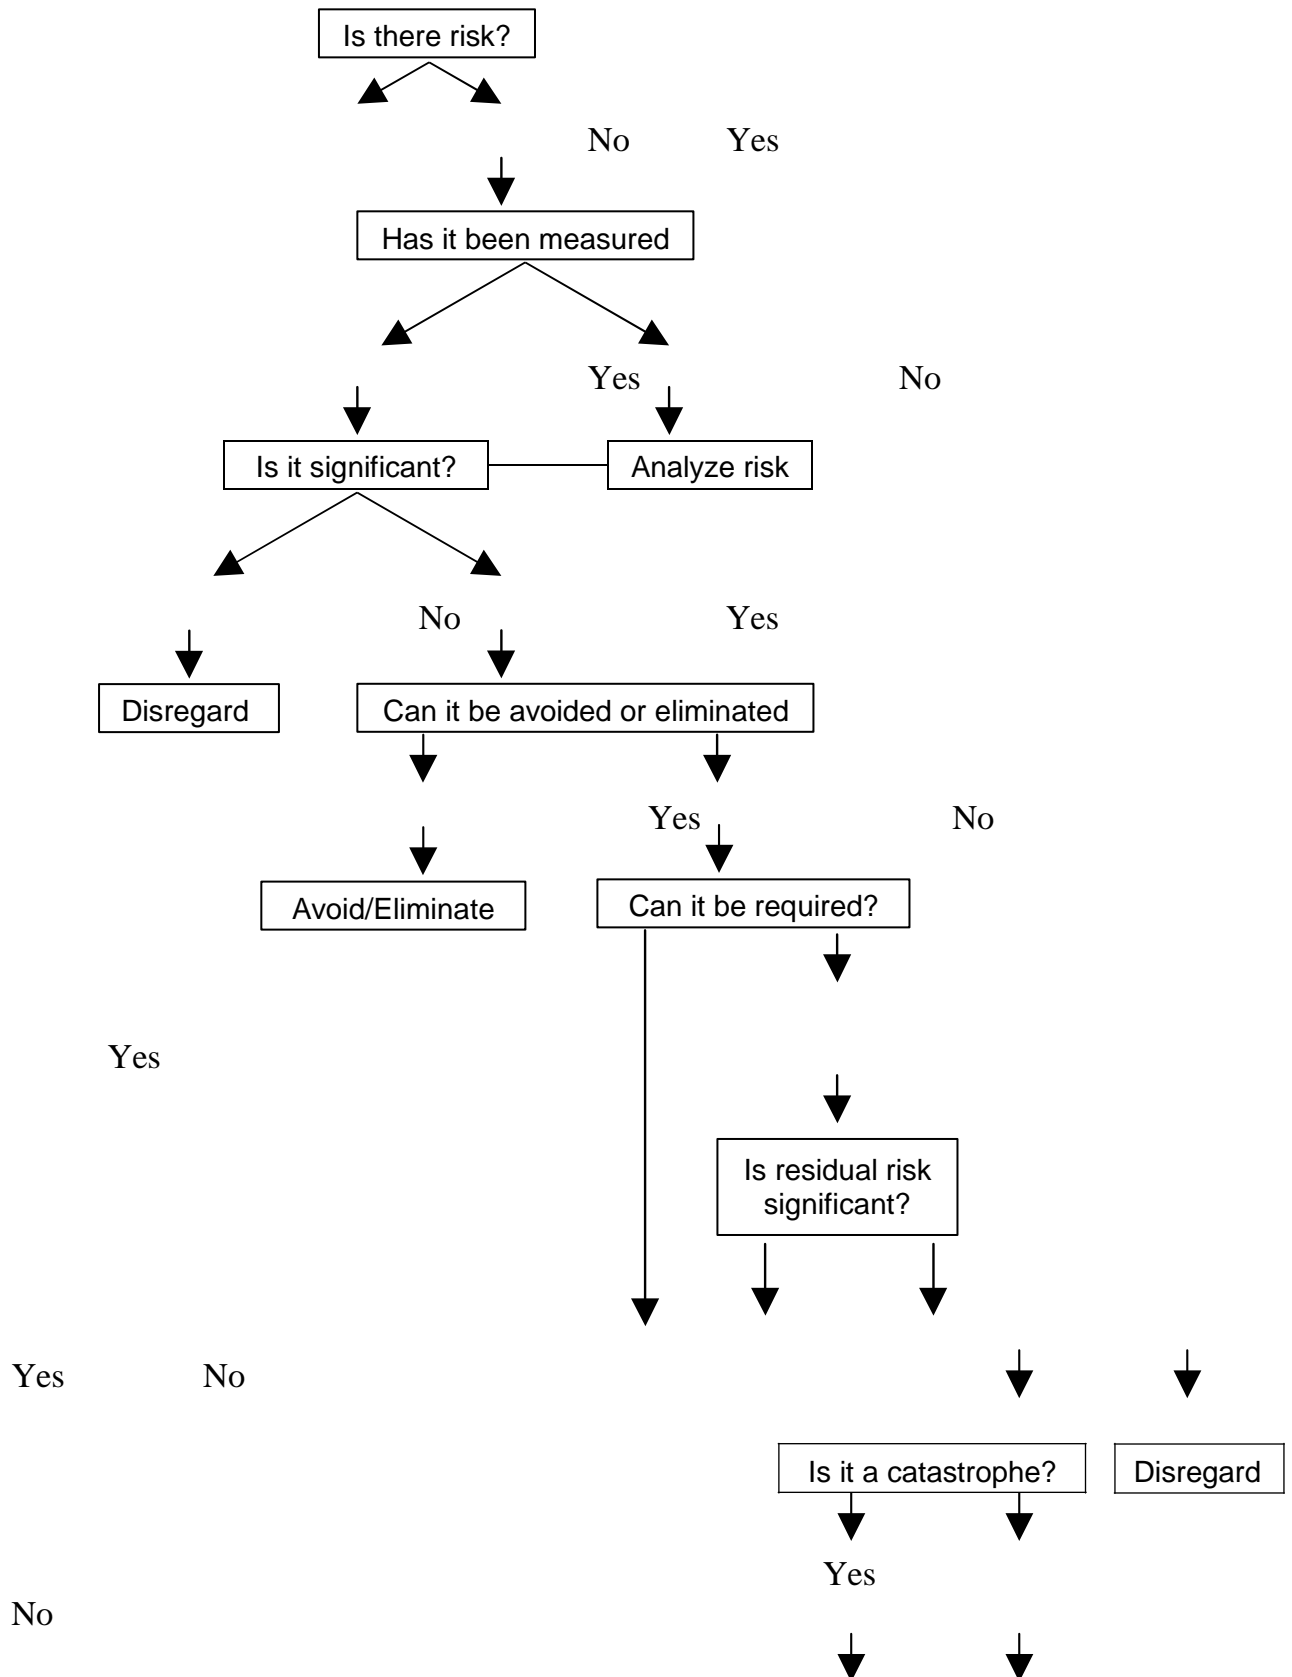 Is there risk?
No Yes
Has it been measured
Yes No
Is it significant? Analyze risk
No Yes
Disregard Can it be avoided or eliminated
Yes No
Avoid/Eliminate Can it be required?
Yes
Is residual risk
significant?
Yes No
Is it a catastrophe? Disregard
Yes
No